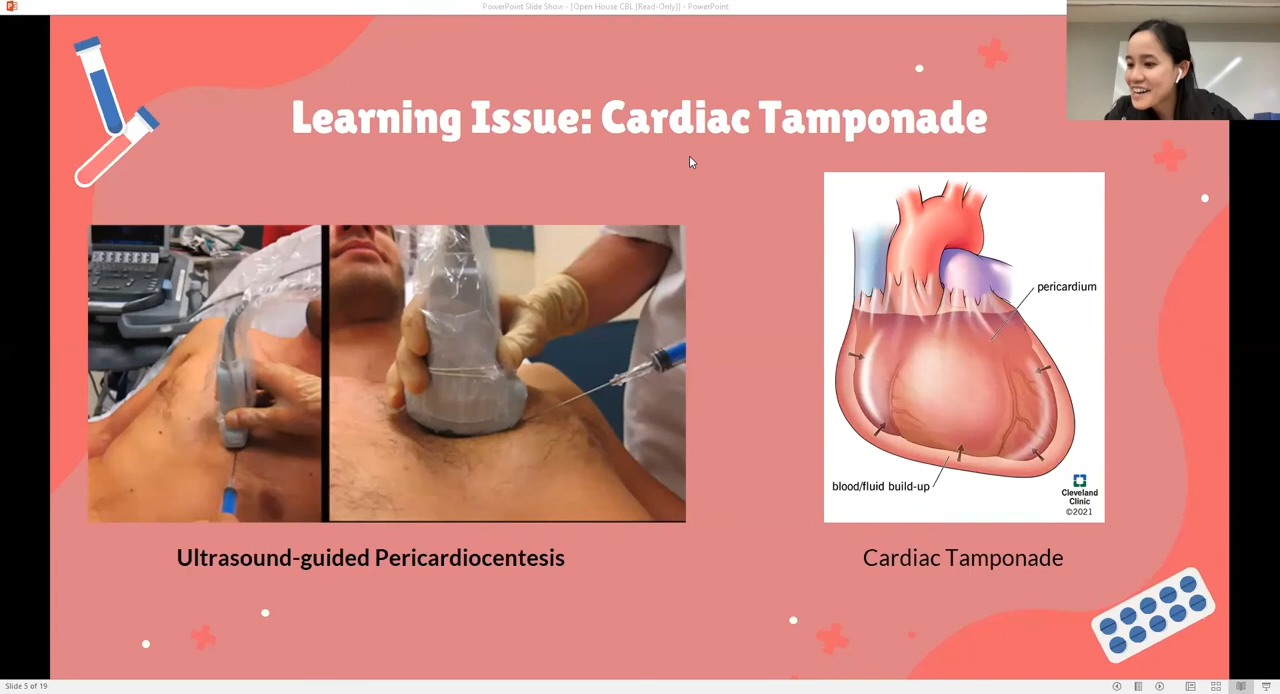 PowerPoint Slide Show - [Open House CBL [Read-Only]] - PowerPoint
Learning Issue: Cardiac Tamponade
pericardium
blood/fluid build-up
Cleveland
Clinic
©2021
Ultrasound-guided Pericardiocentesis
Cardiac Tamponade
Slide 5 of 19